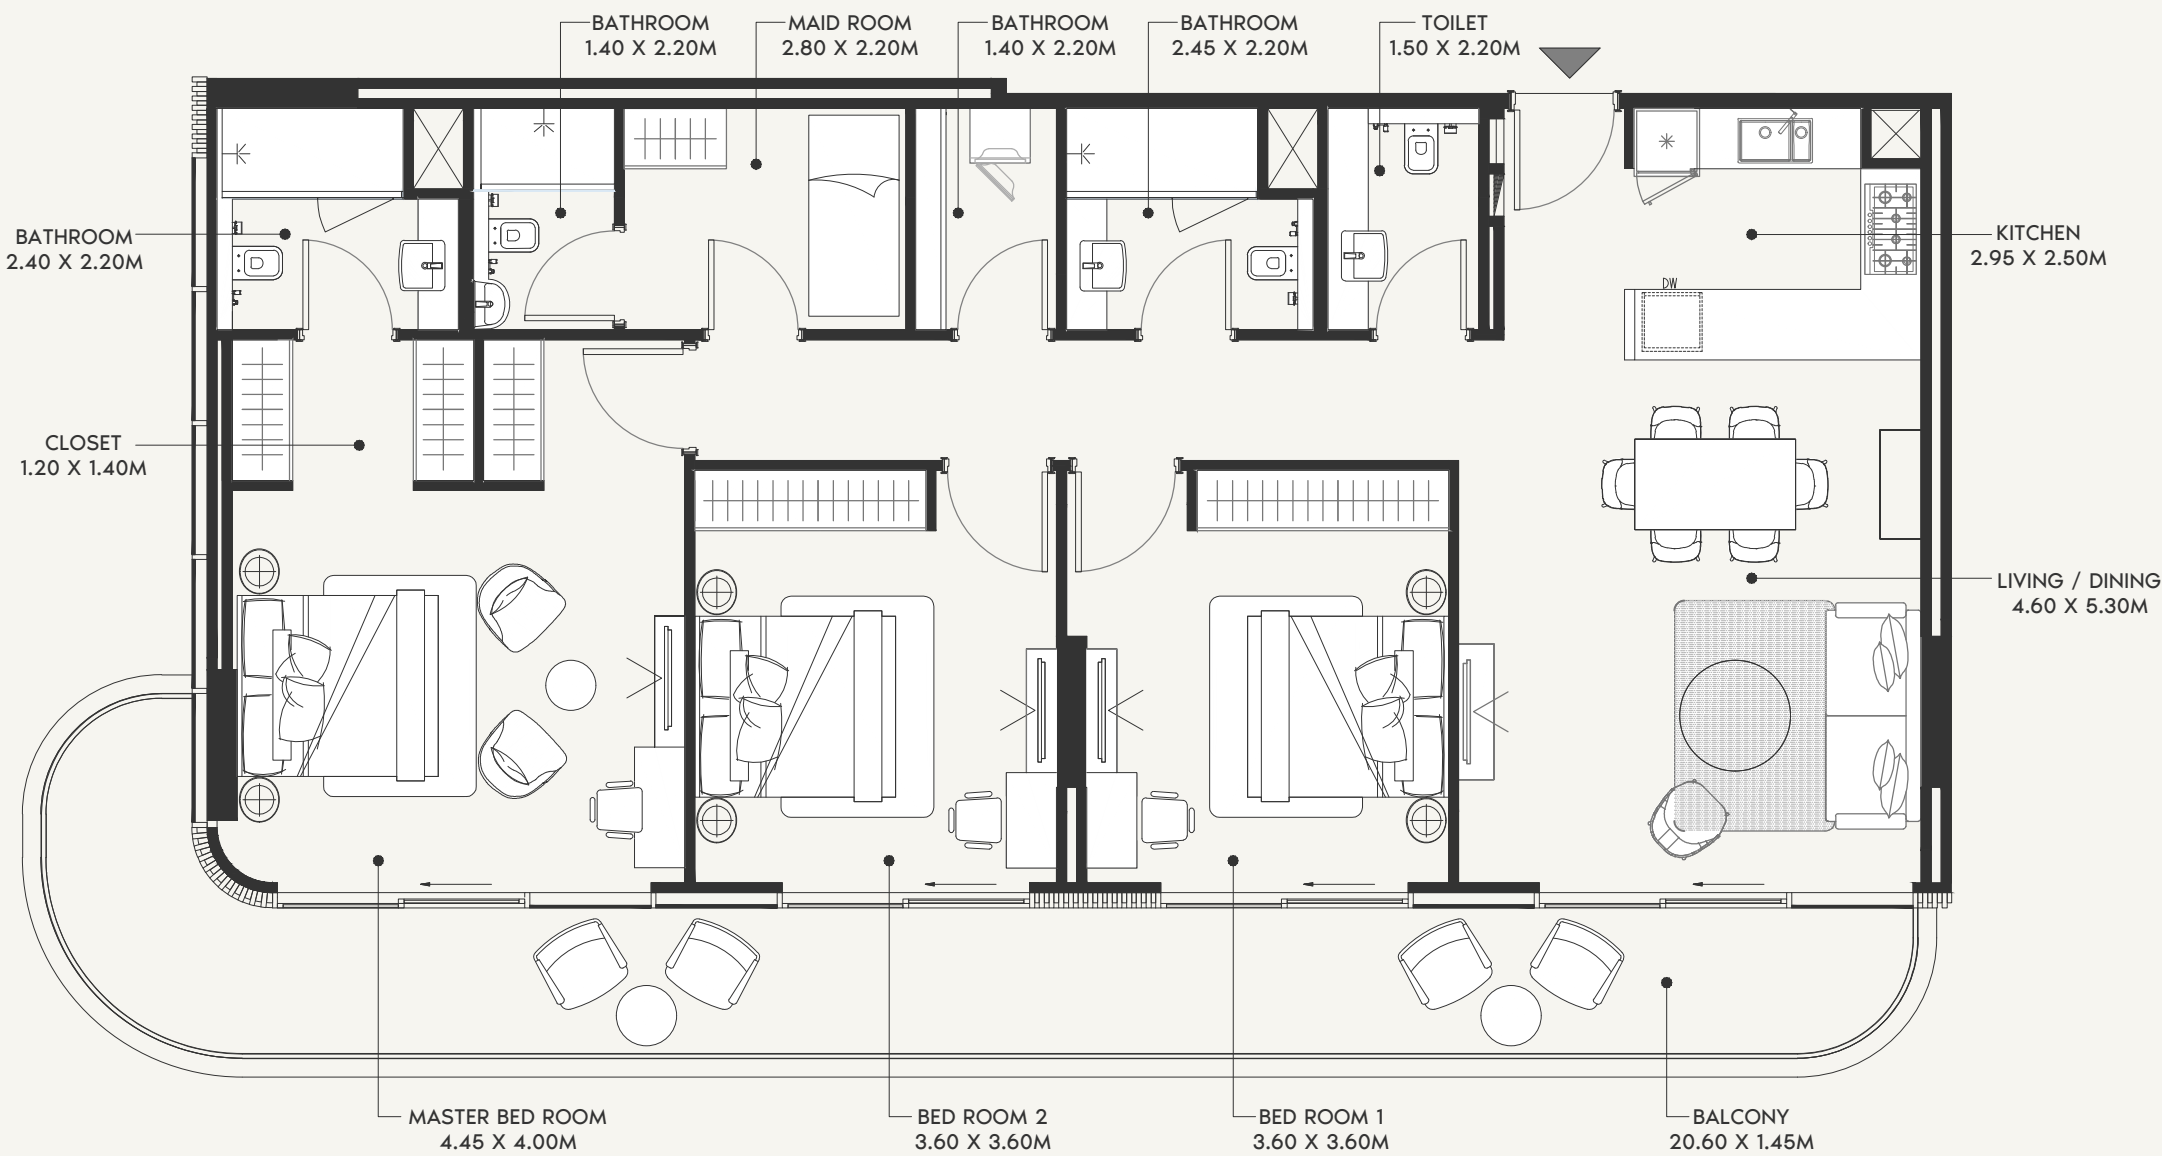 BATHROOM
1.40 X 2.20M
MAID ROOM
2.80 X 2.20M
BATHROOM
1.40 X 2.20M
BATHROOM
2.45 X 2.20M
TOILET
1.50 X 2.20M
BATHROOM
2.40 X 2.20M
KITCHEN
2.95 X 2.50M
DW
CLOSET
1.20 X 1.40M
LIVING / DINING
4.60 X 5.30M
MASTER BED ROOM
4.45 X 4.00M
BED ROOM 2
3.60 X 3.60M
BED ROOM 1
3.60 X 3.60M
BALCONY
20.60 X 1.45M